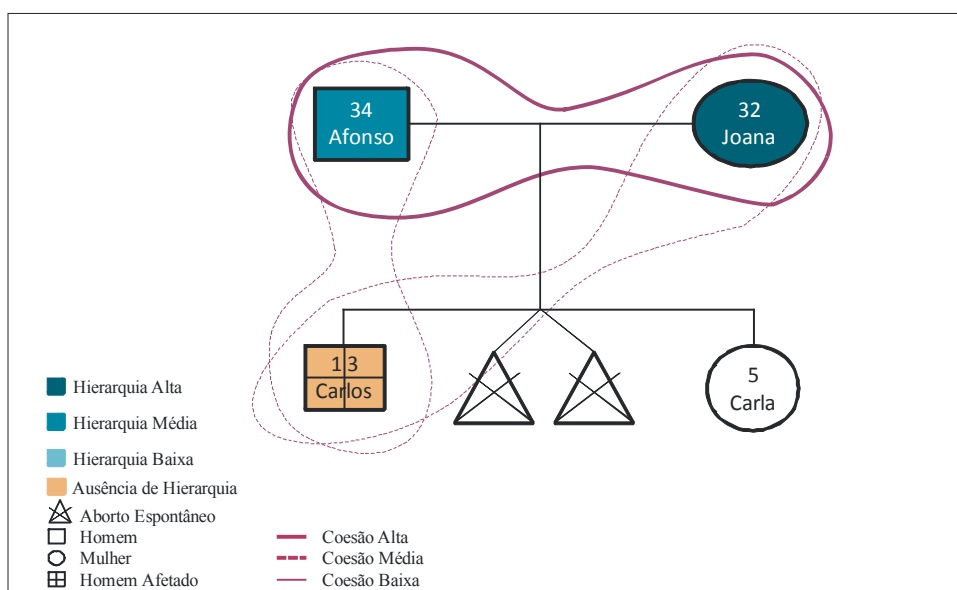 34
Afonso
32
Joana
13
Carlos
5
Carla
Hierarquia Alta
Hierarquia Média
Hierarquia Baixa
Ausência de Hierarquia
Aborto Espontâneo
Homem
Mulher
Homem Afetado
Coesão Alta
Coesão Média
Coesão Baixa